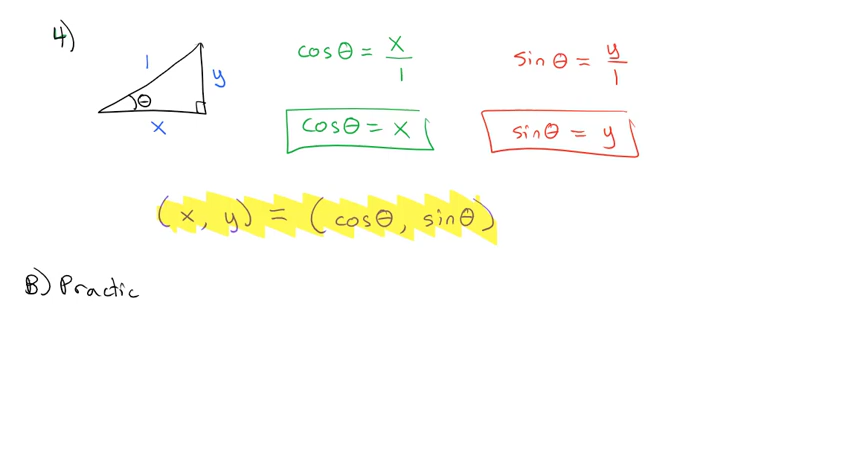 4)
1
θ
y
x
cosθ = x/1
sinθ = y/1
cosθ = x
sinθ = y
(x, y) = (cosθ, sinθ)
B) Practic